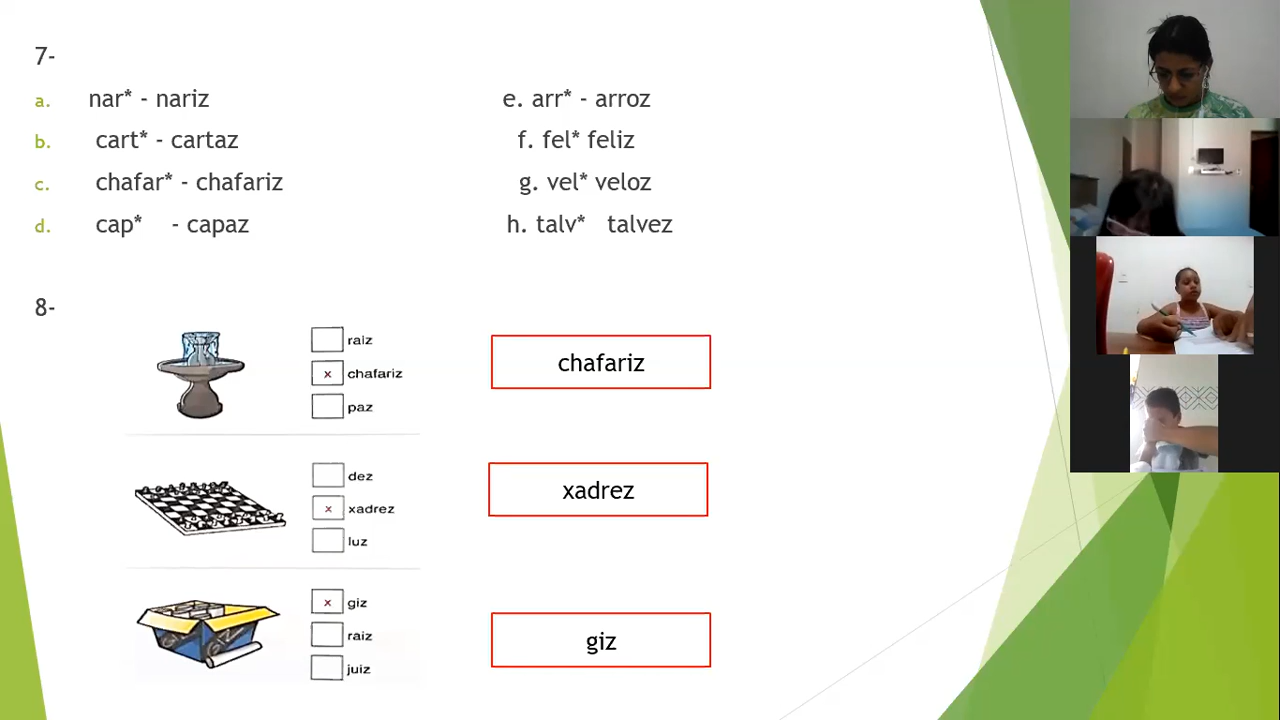 7-
a. nar* - nariz
b. cart* - cartaz
c. chafar* - chafariz
d. cap* - capaz
e. arr* - arroz
f. fel* feliz
g. vel* veloz
h. talv* talvez
8-
raiz
x chafariz
paz
chafariz
dez
x xadrez
luz
xadrez
x giz
raiz
juiz
giz